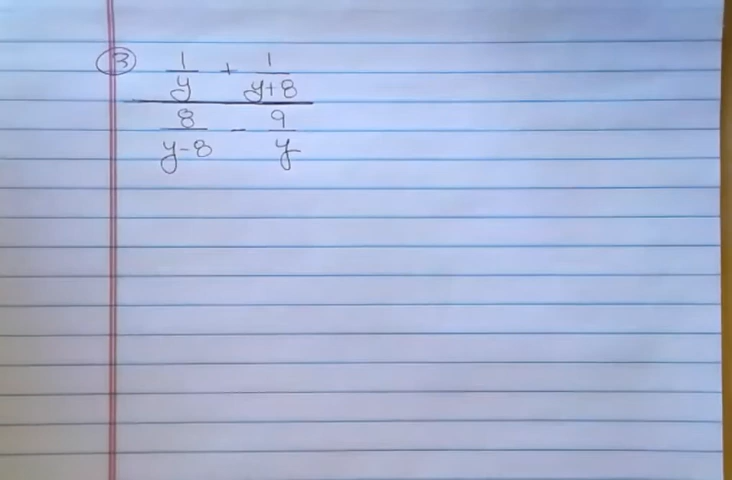 ③ 1/y + 1/(y+8)
8/(y-8) - 9/y